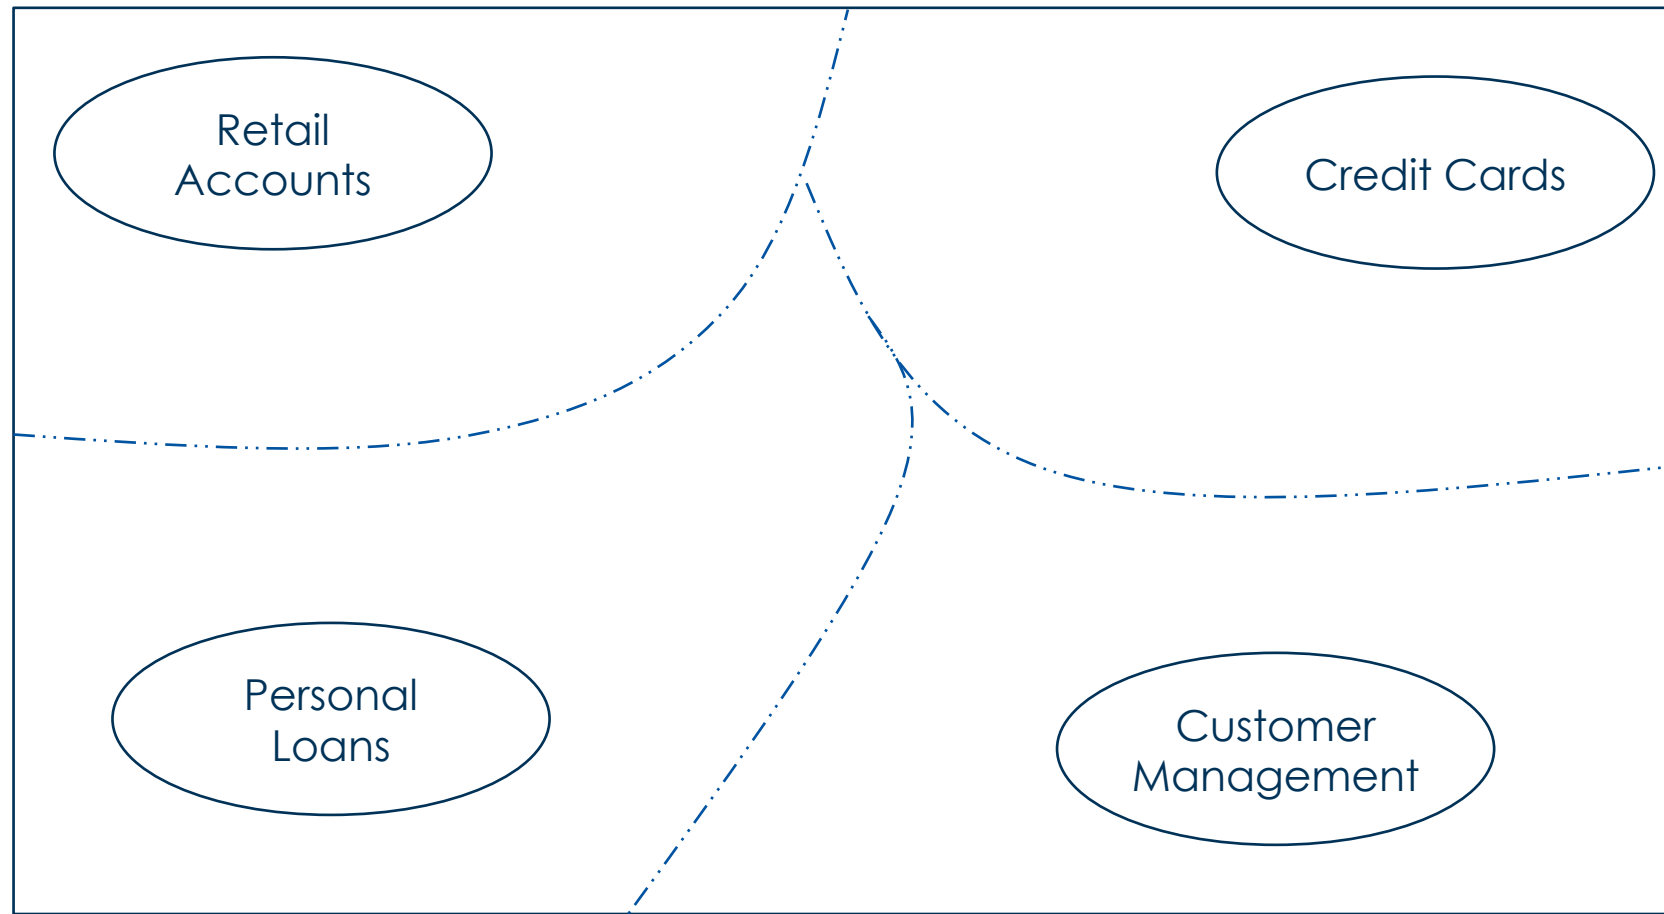 Retail
Accounts
Credit Cards
Personal
Loans
Customer
Management